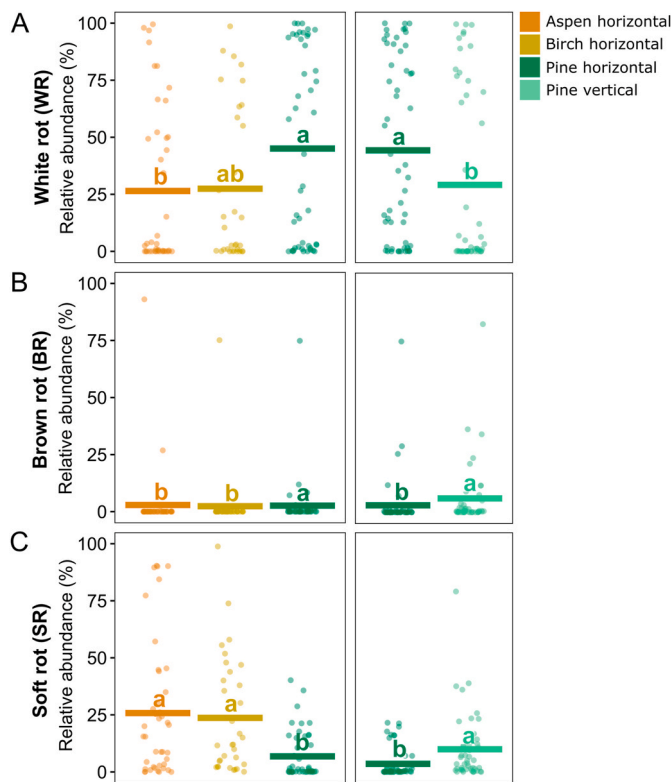 A
White rot (WR)
Relative abundance (%)
100
75
50
25
0
b
ab
a
a
b
Aspen horizontal
Birch horizontal
Pine horizontal
Pine vertical
B
Brown rot (BR)
Relative abundance (%)
100
75
50
25
0
b
b
a
b
a
C
Soft rot (SR)
Relative abundance (%)
100
75
50
25
0
a
a
b
b
a